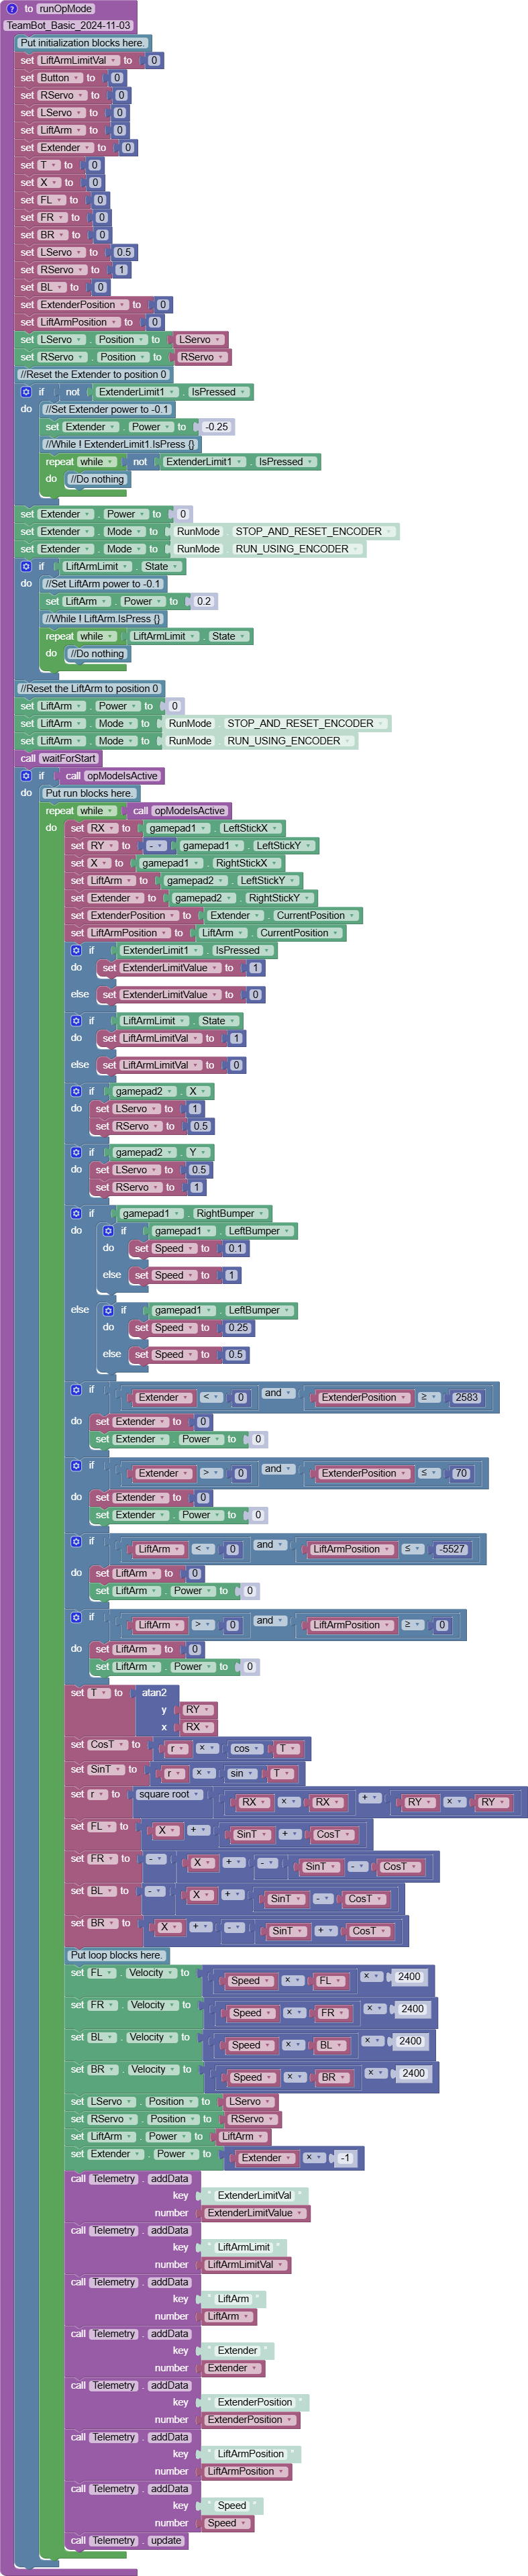 to runOpMode
TeamBot_Basic_2024-11-03
Put initialization blocks here.
set LiftArmLimitVal to 0
set Button to 0
set RServo to 0
set LServo to 0
set LiftArm to 0
set Extender to 0
set T to 0
set X to 0
set FL to 0
set FR to 0
set BR to 0
set LServo to 0.5
set RServo to 1
set BL to 0
set ExtenderPosition to 0
set LiftArmPosition to 0
set LServo . Position to LServo
set RServo . Position to RServo
//Reset the Extender to position 0
if not ExtenderLimit1 . IsPressed
do //Set Extender power to -0.1
set Extender . Power to -0.25
//While ! ExtenderLimit1.IsPress {}
repeat while not ExtenderLimit1 . IsPressed
do //Do nothing
set Extender . Power to 0
set Extender . Mode to RunMode . STOP_AND_RESET_ENCODER
set Extender . Mode to RunMode . RUN_USING_ENCODER
if LiftArmLimit . State
do //Set LiftArm power to -0.1
set LiftArm . Power to 0.2
//While ! LiftArm.IsPress {}
repeat while LiftArmLimit . State
do //Do nothing
//Reset the LiftArm to position 0
set LiftArm . Power to 0
set LiftArm . Mode to RunMode . STOP_AND_RESET_ENCODER
set LiftArm . Mode to RunMode . RUN_USING_ENCODER
call waitForStart
if call opModeIsActive
do Put run blocks here.
repeat while call opModeIsActive
do set RX to gamepad1 . LeftStickX
set RY to - gamepad1 . LeftStickY
set X to gamepad1 . RightStickX
set LiftArm to gamepad2 . LeftStickY
set Extender to gamepad2 . RightStickY
set ExtenderPosition to Extender . CurrentPosition
set LiftArmPosition to LiftArm . CurrentPosition
if ExtenderLimit1 . IsPressed
do set ExtenderLimitValue to 1
else set ExtenderLimitValue to 0
if LiftArmLimit . State
do set LiftArmLimitVal to 1
else set LiftArmLimitVal to 0
if gamepad2 . X
do set LServo to 1
set RServo to 0.5
if gamepad2 . Y
do set LServo to 0.5
set RServo to 1
if gamepad1 . RightBumper
do if gamepad1 . LeftBumper
do set Speed to 0.1
else set Speed to 1
else if gamepad1 . LeftBumper
do set Speed to 0.25
else set Speed to 0.5
if Extender < 0 and ExtenderPosition ≥ 2583
do set Extender to 0
set Extender . Power to 0
if Extender > 0 and ExtenderPosition ≤ 70
do set Extender to 0
set Extender . Power to 0
if LiftArm < 0 and LiftArmPosition ≤ -5527
do set LiftArm to 0
set LiftArm . Power to 0
if LiftArm > 0 and LiftArmPosition ≥ 0
do set LiftArm to 0
set LiftArm . Power to 0
set T to atan2
y RY
x RX
set CosT to r × cos T
set SinT to r × sin T
set r to square root RX × RX + RY × RY
set FL to X + SinT + CosT
set FR to - X + - SinT - CosT
set BL to - X + SinT - CosT
set BR to X + - SinT + CosT
Put loop blocks here.
set FL . Velocity to Speed × FL × 2400
set FR . Velocity to Speed × FR × 2400
set BL . Velocity to Speed × BL × 2400
set BR . Velocity to Speed × BR × 2400
set LServo . Position to LServo
set RServo . Position to RServo
set LiftArm . Power to LiftArm
set Extender . Power to Extender × -1
call Telemetry . addData
key " ExtenderLimitVal "
number ExtenderLimitValue
call Telemetry . addData
key " LiftArmLimit "
number LiftArmLimitVal
call Telemetry . addData
key " LiftArm "
number LiftArm
call Telemetry . addData
key " Extender "
number Extender
call Telemetry . addData
key " ExtenderPosition "
number ExtenderPosition
call Telemetry . addData
key " LiftArmPosition "
number LiftArmPosition
call Telemetry . addData
key " Speed "
number Speed
call Telemetry . update